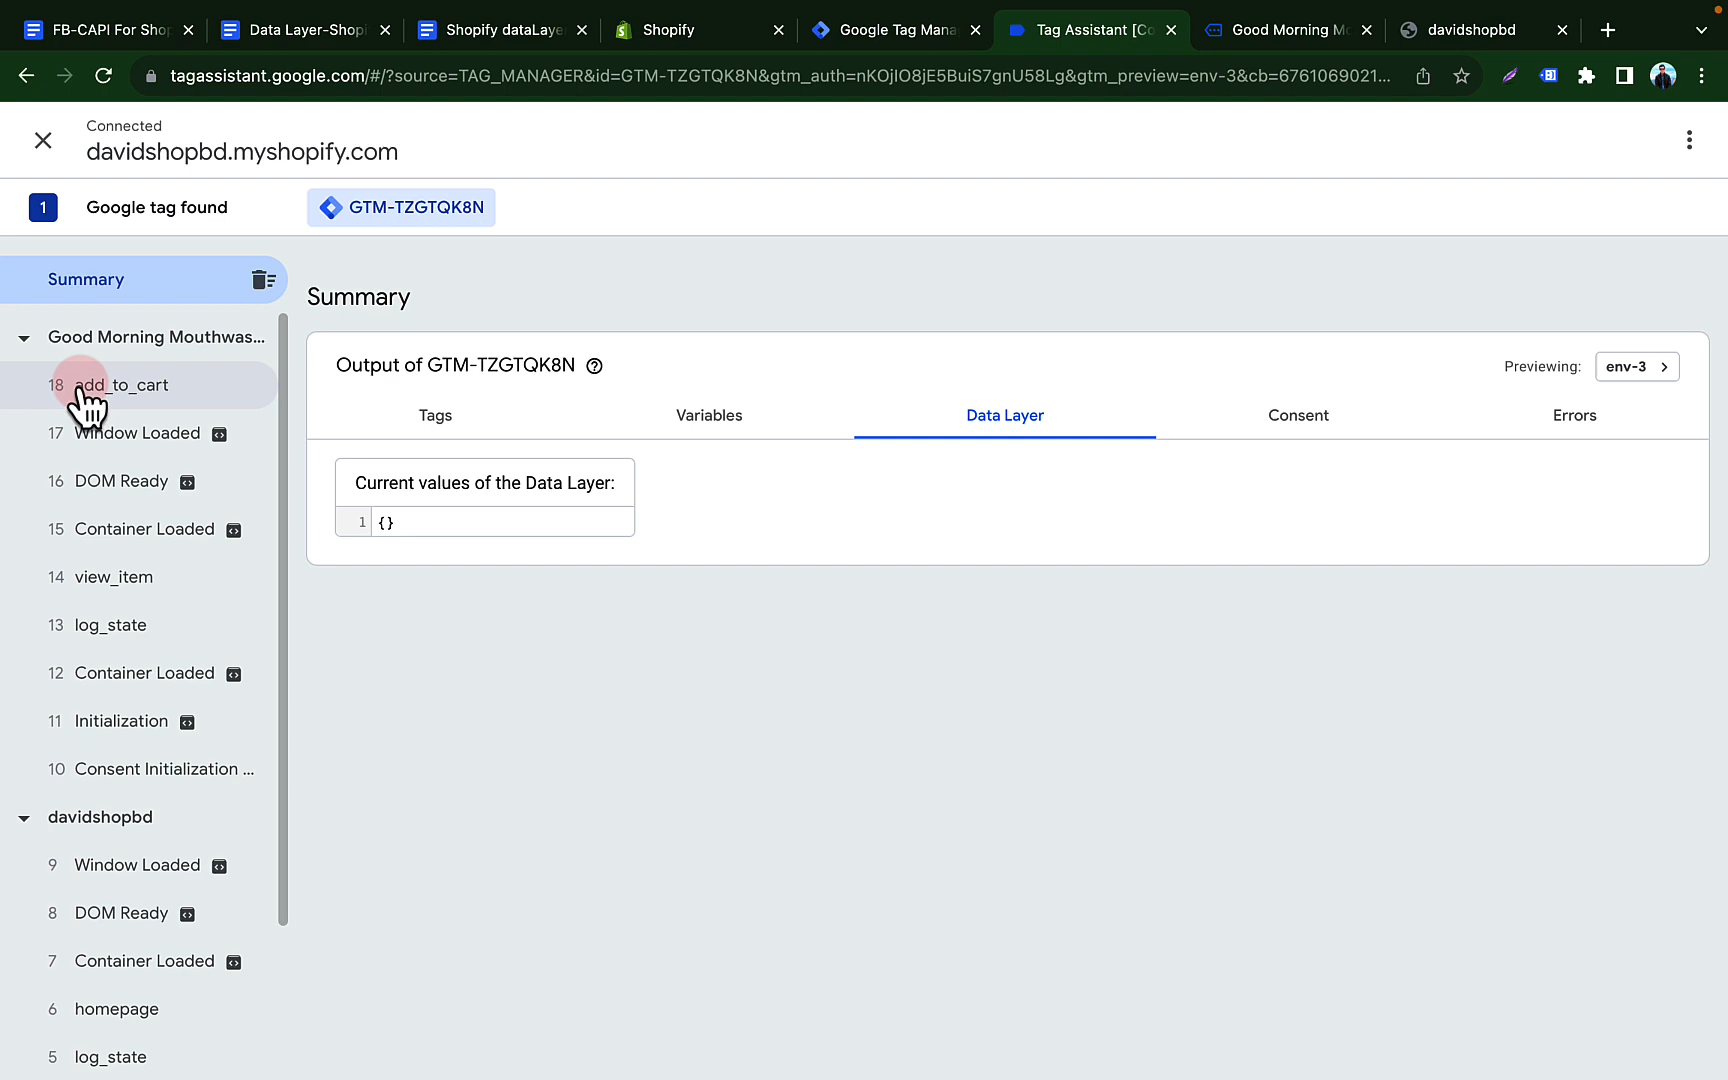 FB-CAPI For Shop
Data Layer-Shopi
Shopify dataLaye
Shopify
Google Tag Mana
Tag Assistant [Co
Good Morning Mo
davidshopbd
tagassistant.google.com/#/?source=TAG_MANAGER&id=GTM-TZGTQK8N&gtm_auth=nKOjIO8jE5BuiS7gnU58Lg&gtm_preview=env-3&cb=6761069021...
Connected
davidshopbd.myshopify.com
1 Google tag found GTM-TZGTQK8N
Summary
Good Morning Mouthwas...
18 add_to_cart
17 Window Loaded
16 DOM Ready
15 Container Loaded
14 view_item
13 log_state
12 Container Loaded
11 Initialization
10 Consent Initialization ...
davidshopbd
9 Window Loaded
8 DOM Ready
7 Container Loaded
6 homepage
5 log_state
Summary
Output of GTM-TZGTQK8N
Previewing: env-3
Tags Variables Data Layer Consent Errors
Current values of the Data Layer:
1 {}